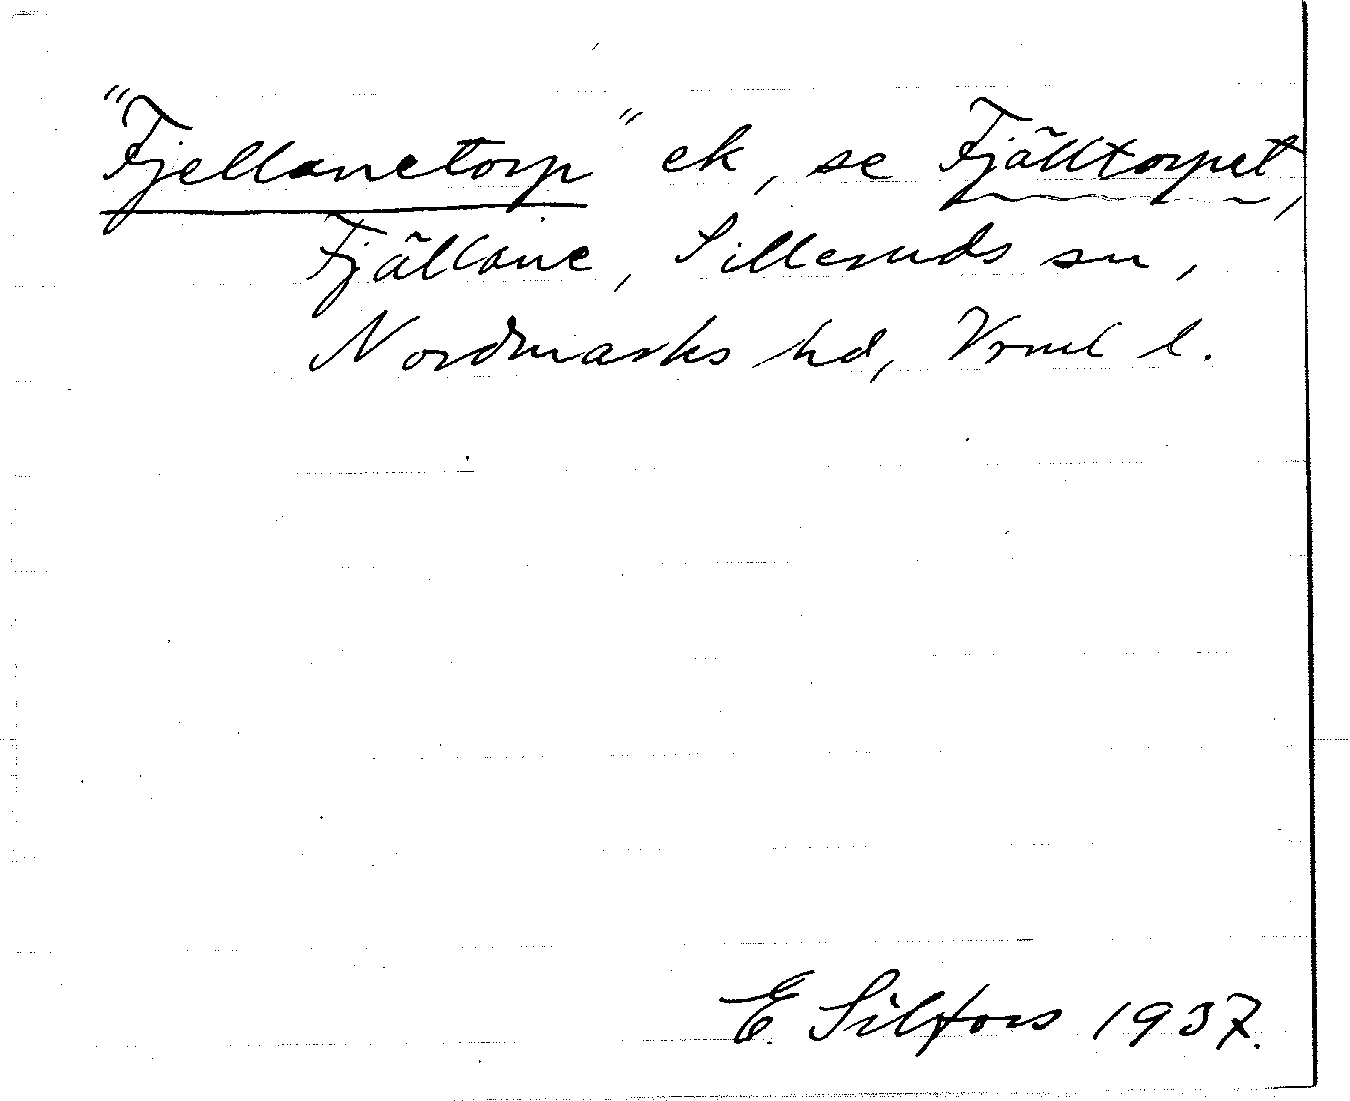 "Fjellanetorp" ek, se Fjälltorpet,
Fjällane, Silleruds sn,
Nordmarks hd, Vrml l.
E. Silfors 1937.